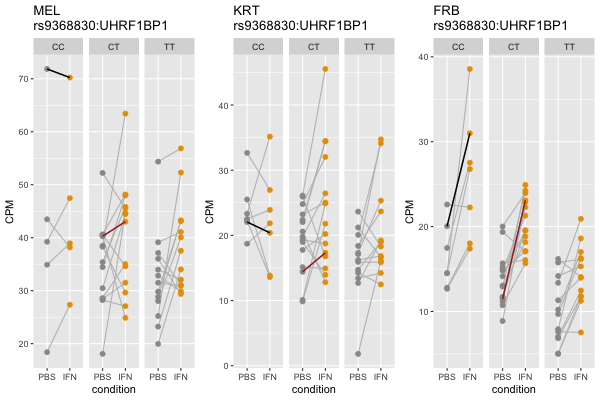 MEL
rs9368830:UHRF1BP1
CC CT TT
70
60
50
40
30
20
CPM
PBS IFN PBS IFN PBS IFN
condition
KRT
rs9368830:UHRF1BP1
CC CT TT
40
30
20
10
0
CPM
PBS IFN PBS IFN PBS IFN
condition
FRB
rs9368830:UHRF1BP1
CC CT TT
40
30
20
10
CPM
PBS IFN PBS IFN PBS IFN
condition